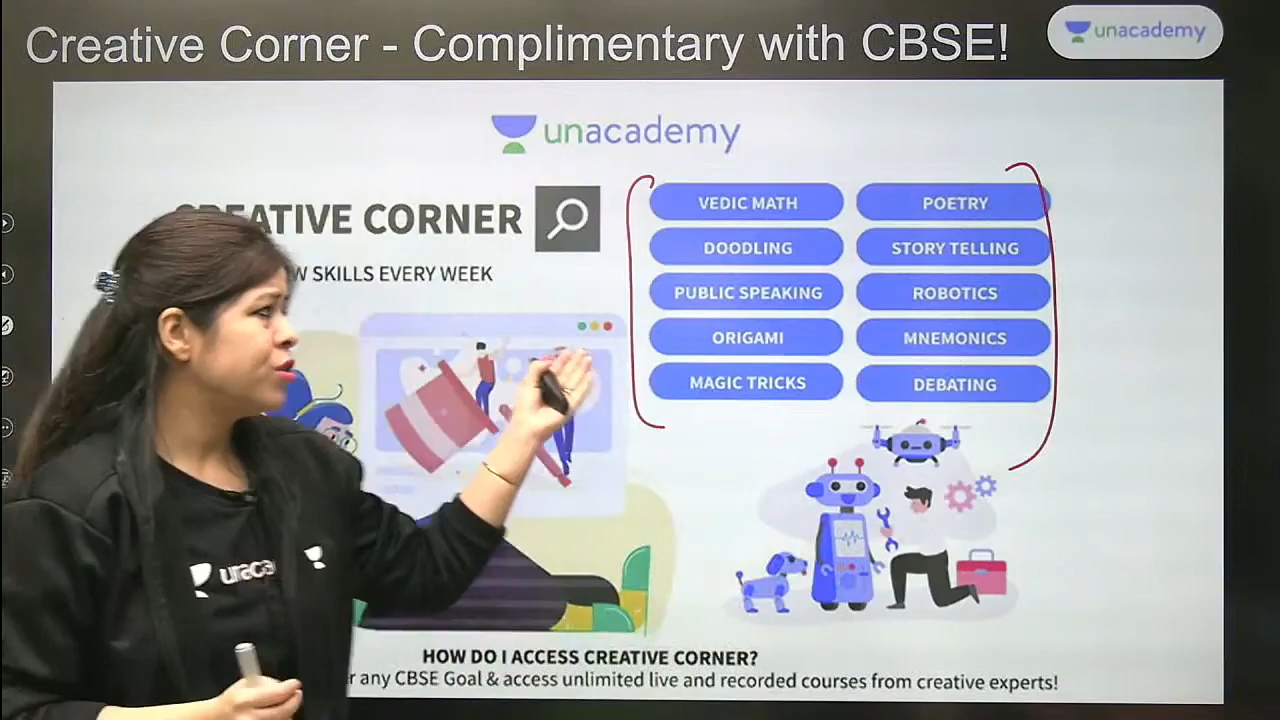 Creative Corner - Complimentary with CBSE!
unacademy
unacademy
CREATIVE CORNER
SKILLS EVERY WEEK
VEDIC MATH
POETRY
DOODLING
STORY TELLING
PUBLIC SPEAKING
ROBOTICS
ORIGAMI
MNEMONICS
MAGIC TRICKS
DEBATING
unaca
HOW DO I ACCESS CREATIVE CORNER?
any CBSE Goal & access unlimited live and recorded courses from creative experts!